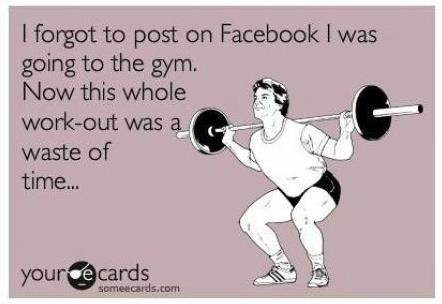 I forgot to post on Facebook I was
going to the gym.
Now this whole
work-out was a
waste of
time...
your e cards
someecards.com